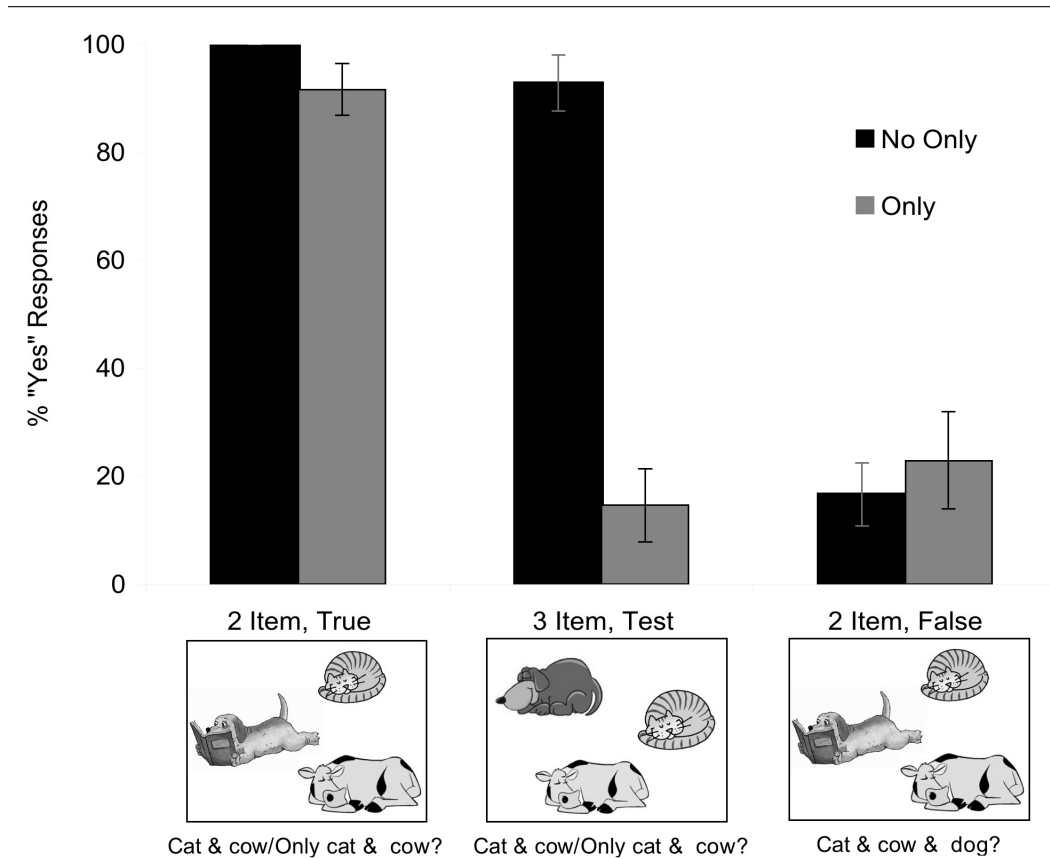 100
80
60
40
20
0
% "Yes" Responses
No Only
Only
2 Item, True
3 Item, Test
2 Item, False
Cat & cow/Only cat & cow?
Cat & cow/Only cat & cow?
Cat & cow & dog?